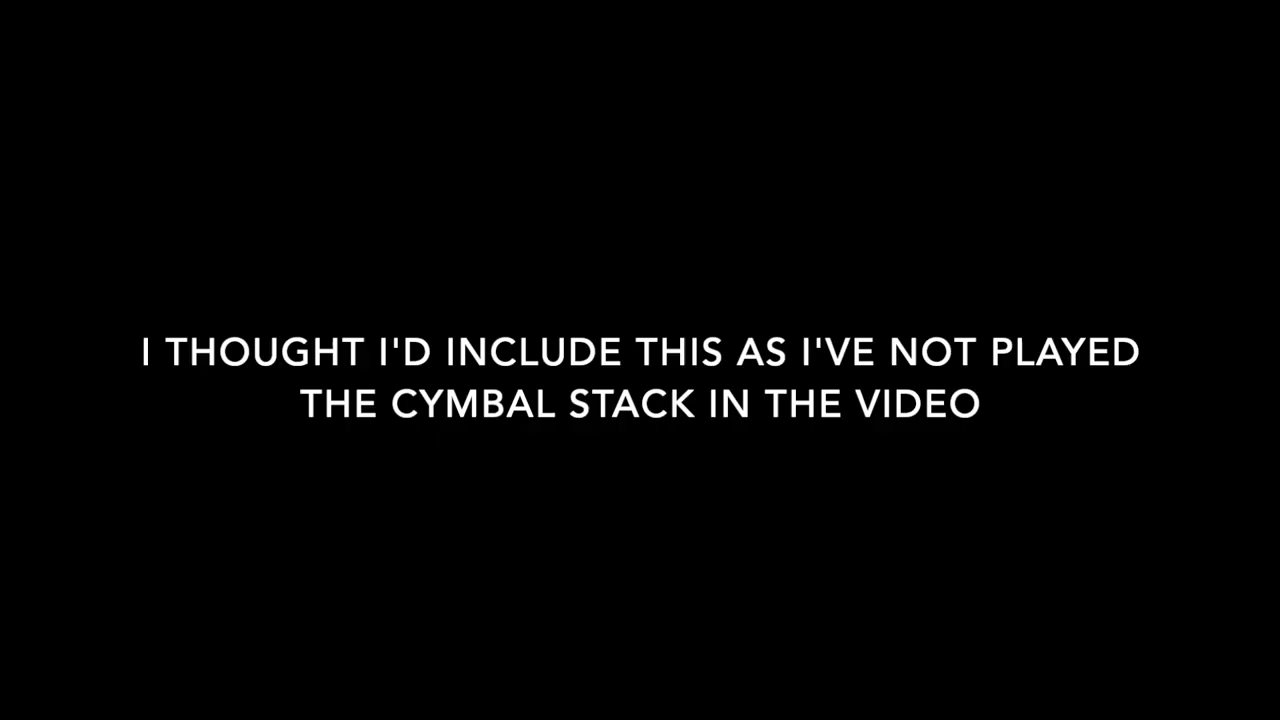 I THOUGHT I'D INCLUDE THIS AS I'VE NOT PLAYED
THE CYMBAL STACK IN THE VIDEO